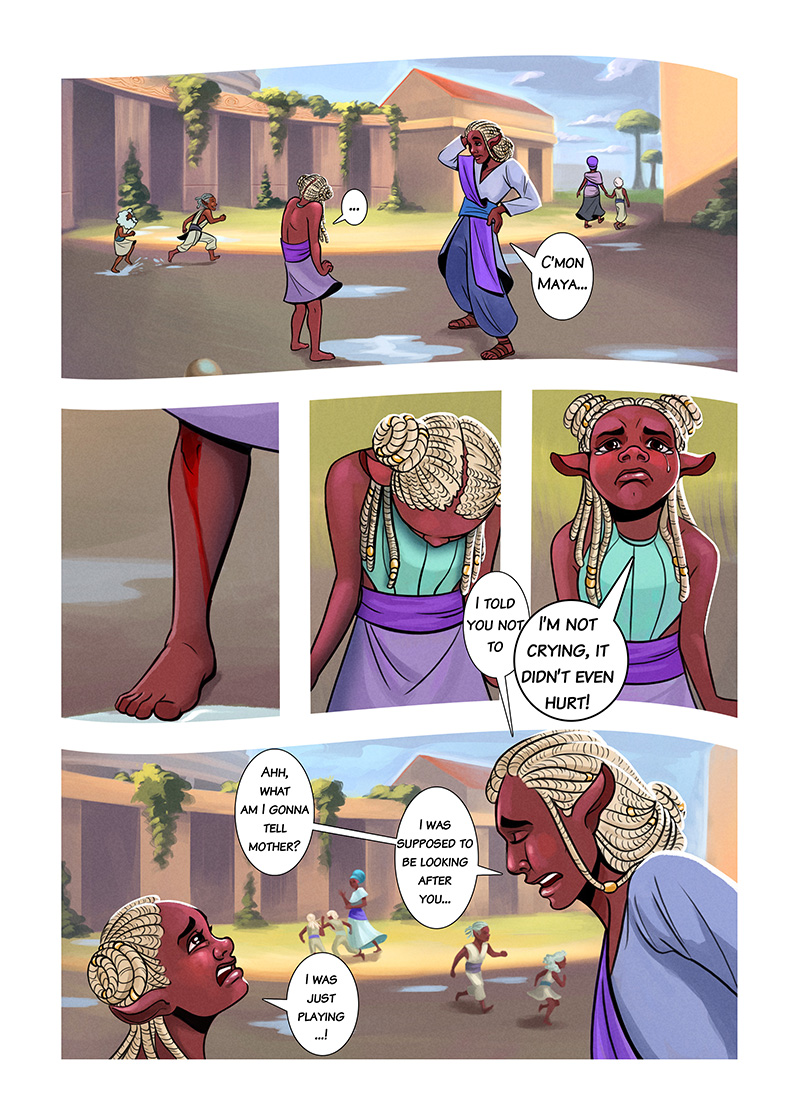 ...
C'MON
MAYA...
I TOLD
YOU NOT
TO
I'M NOT
CRYING, IT
DIDN'T EVEN
HURT!
AHH,
WHAT
AM I GONNA
TELL
MOTHER?
I WAS
SUPPOSED TO
BE LOOKING
AFTER
YOU...
I WAS
JUST
PLAYING
...!